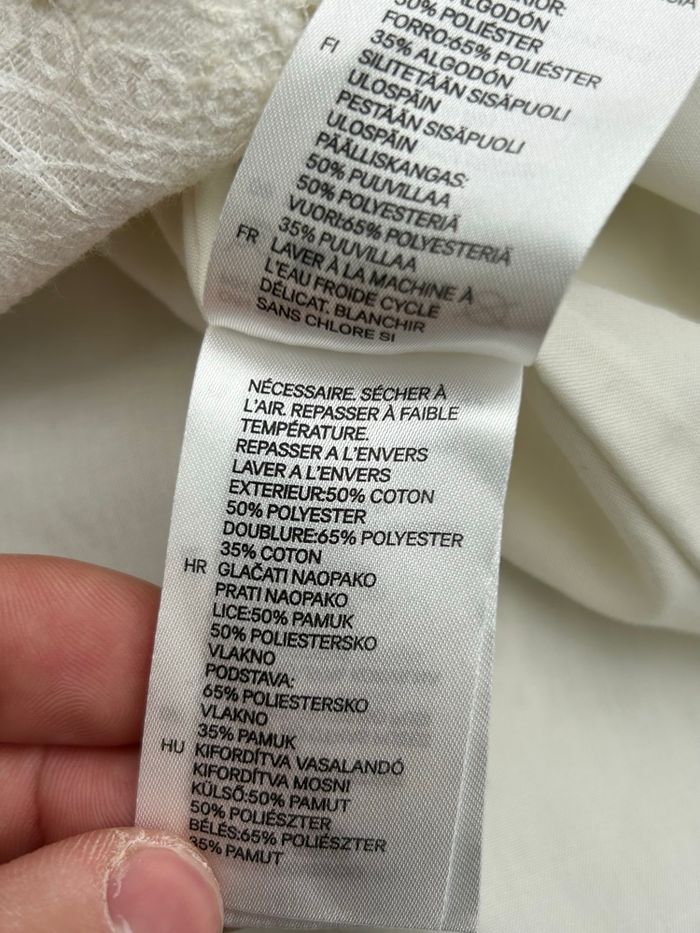 50% POLIÉSTER
FORRO:65% POLIÉSTER
35% ALGODÓN
FI SILITETÄÄN SISÄPUOLI
ULOSPÄIN
PESTÄÄN SISÄPUOLI
ULOSPÄIN
PÄÄLLISKANGAS:
50% PUUVILLAA
50% POLYESTERIÄ
VUORI:65% POLYESTERIÄ
35% PUUVILLAA
FR LAVER À LA MACHINE À
L'EAU FROIDE CYCLE
DÉLICAT. BLANCHIR
SANS CHLORE SI
NÉCESSAIRE. SÉCHER À
L'AIR. REPASSER À FAIBLE
TEMPÉRATURE.
REPASSER A L'ENVERS
LAVER A L'ENVERS
EXTERIEUR:50% COTON
50% POLYESTER
DOUBLURE:65% POLYESTER
35% COTON
HR GLAČATI NAOPAKO
PRATI NAOPAKO
LICE:50% PAMUK
50% POLIESTERSKO
VLAKNO
PODSTAVA:
65% POLIESTERSKO
VLAKNO
35% PAMUK
HU KIFORDÍTVA VASALANDÓ
KIFORDÍTVA MOSNI
KÜLSŐ:50% PAMUT
50% POLIÉSZTER
BÉLÉS:65% POLIÉSZTER
35% PAMUT